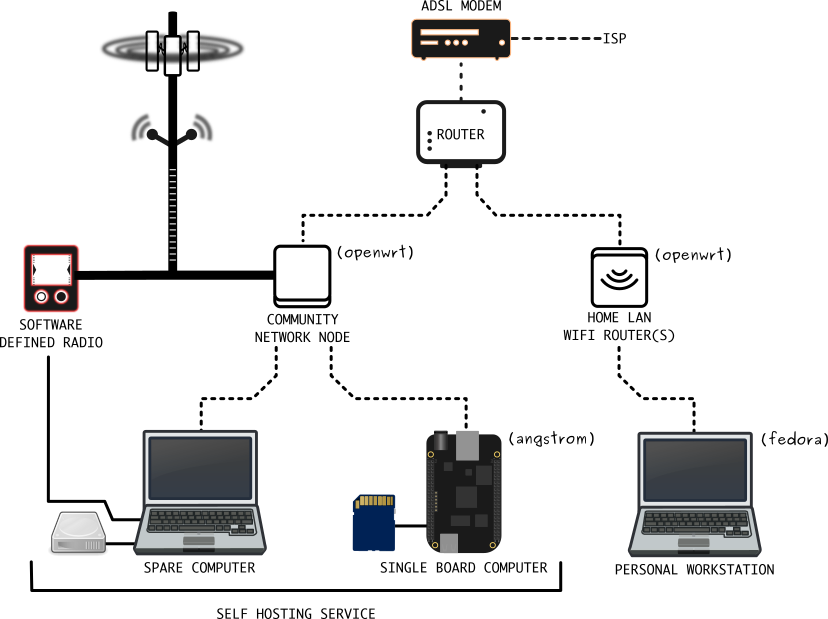 ADSL MODEM
ISP
ROUTER
(openwrt)
(openwrt)
COMMUNITY
NETWORK NODE
HOME LAN
WIFI ROUTER(S)
SOFTWARE
DEFINED RADIO
(angstrom)
(fedora)
SPARE COMPUTER
SINGLE BOARD COMPUTER
PERSONAL WORKSTATION
SELF HOSTING SERVICE